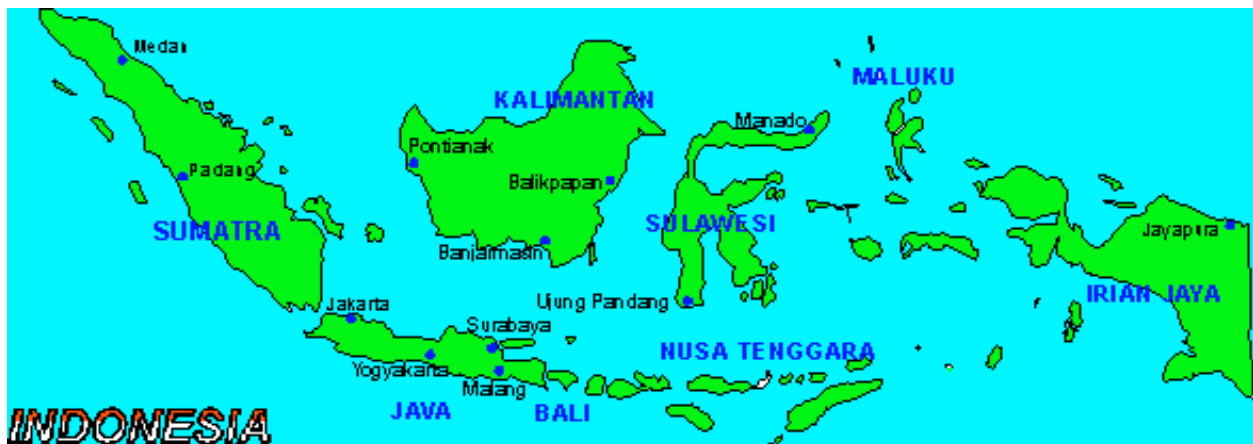 Medan
MALUKU
KALIMANTAN
Manado
Pontianak
Padang
Balikpapan
SUMATRA
SULAWESI
Jayapura
Banjarmasin
IRIAN JAYA
Ujung Pandang
Jakarta
Surabaya
NUSA TENGGARA
Yogyakarta
Malang
JAVA
BALI
INDONESIA